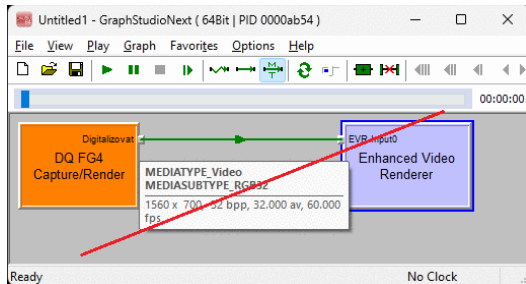 Untitled1 - GraphStudioNext ( 64Bit | PID 0000ab54 )
File View Play Graph Favorites Options Help
00:00:00.
Digitalizovat
EVR Input0
DQ FG4
Capture/Render
Enhanced Video
Renderer
MEDIATYPE_Video
MEDIASUBTYPE_RGB32
1560 x 700, 32 bpp, 32.000 av, 60.000
fps,
Ready
No Clock